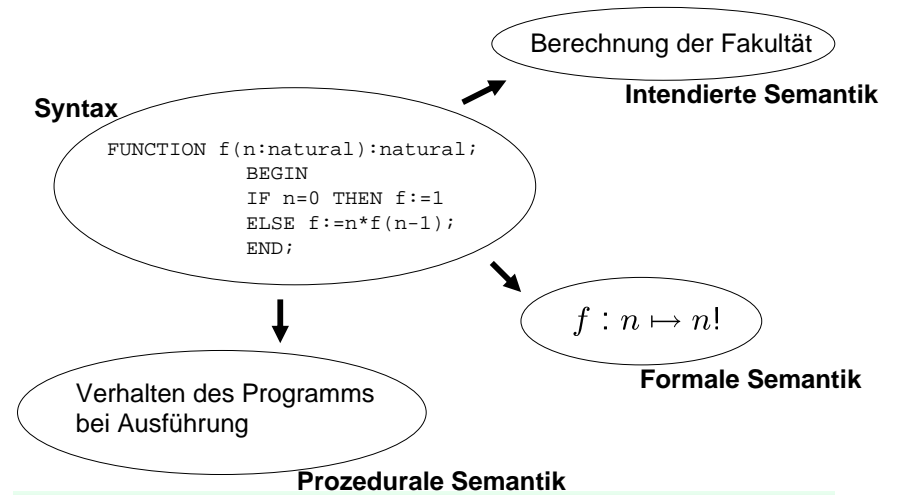 Berechnung der Fakultät
Intendierte Semantik
Syntax
FUNCTION f(n:natural):natural;
BEGIN
IF n=0 THEN f:=1
ELSE f:=n*f(n-1);
END;
f : n ↦ n!
Formale Semantik
Verhalten des Programms
bei Ausführung
Prozedurale Semantik